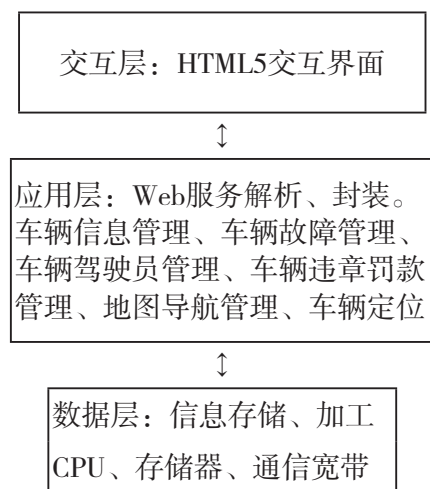 交互层：HTML5交互界面
↕
应用层：Web服务解析、封装。
车辆信息管理、车辆故障管理、
车辆驾驶员管理、车辆违章罚款
管理、地图导航管理、车辆定位
↕
数据层：信息存储、加工
CPU、存储器、通信宽带